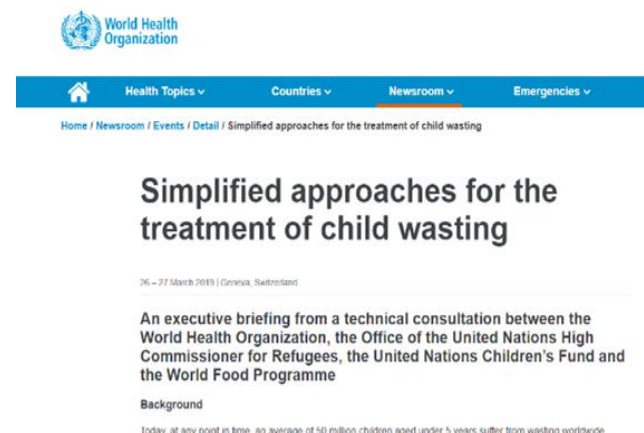 World Health
Organization
Health Topics Countries Newsroom Emergencies
Home / Newsroom / Events / Detail / Simplified approaches for the treatment of child wasting
Simplified approaches for the
treatment of child wasting
26 – 27 March 2019 | Geneva, Switzerland
An executive briefing from a technical consultation between the
World Health Organization, the Office of the United Nations High
Commissioner for Refugees, the United Nations Children's Fund and
the World Food Programme
Background
Today, at any point in time, an average of 50 million children aged under 5 years suffer from wasting worldwide